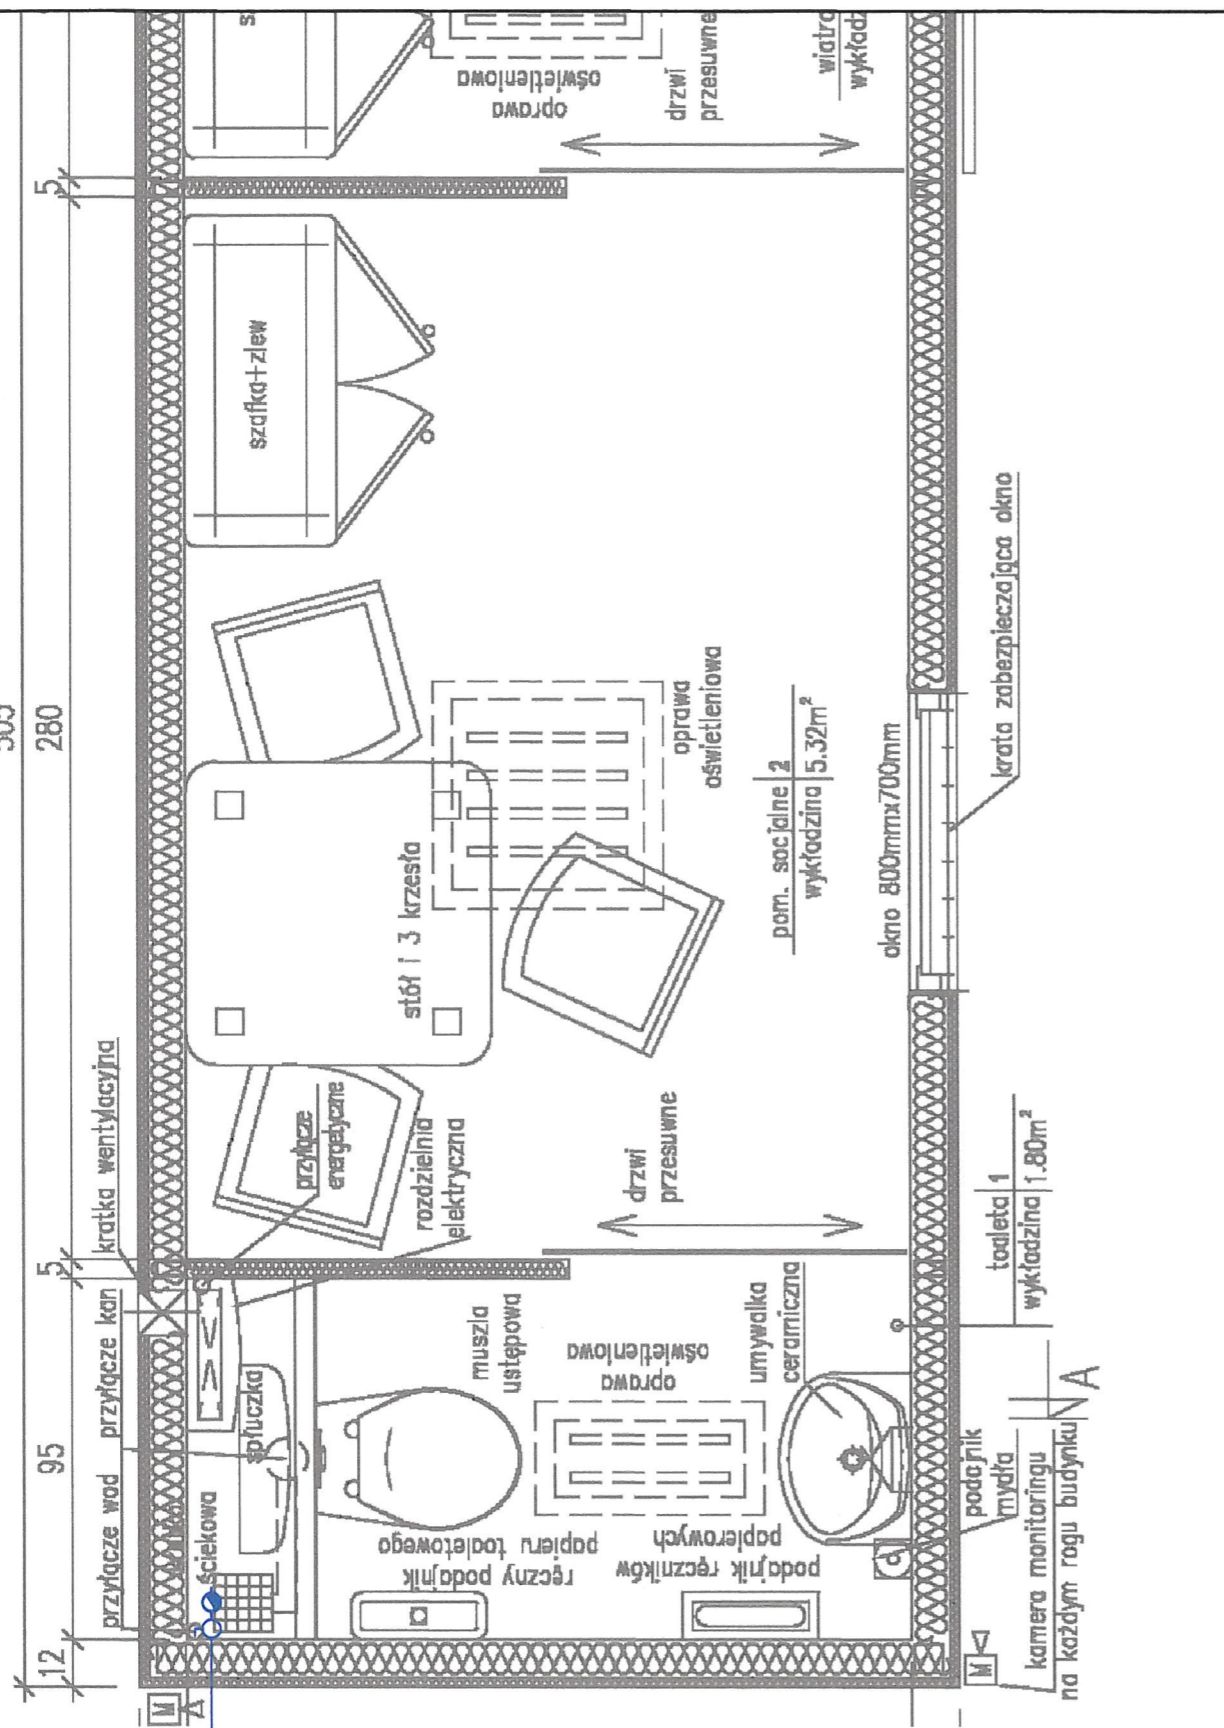 280
5
95
5
12
oprawa
oświetleniowa
drzwi
przesuwne
szafka+zlew
stół i 3 krzesła
oprawa
oświetleniowa
pom. socjalne 2
wykładzina 5.32m²
okno 800mmx700mm
krata zabezpieczająca okno
kratka wentylacyjna
przyłącze
energetyczne
rozdzielnia
elektryczna
drzwi
przesuwne
toaleta 1
wykładzina 1.80m²
przyłącze wod
przyłącze kan
spłuczka
ściekowa
muszla
ustępowa
oprawa
oświetleniowa
umywalka
ceramiczna
ręczny podajnik
papieru toaletowego
podajnik ręczników
papierowych
podajnik
mydła
A
kamera monitoringu
na każdym rogu budynku
M
M